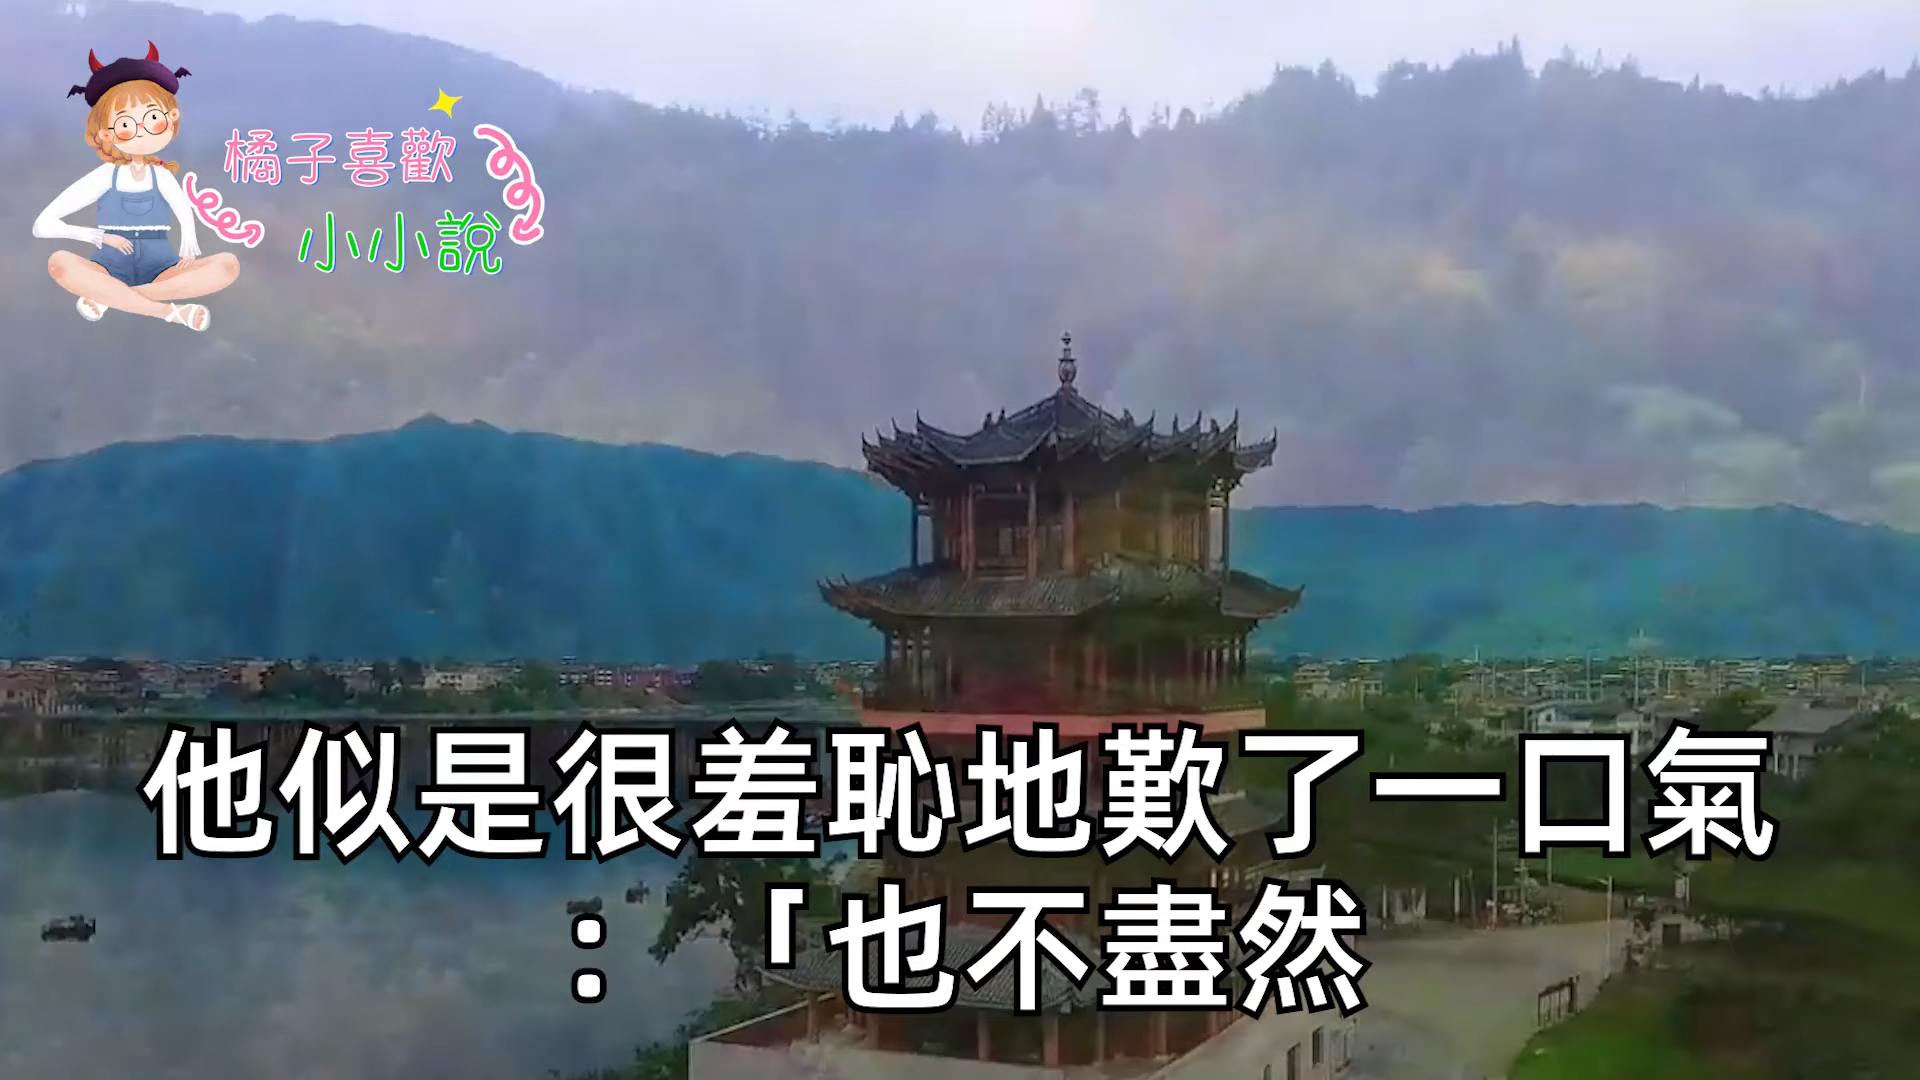 橘子喜歡
小小說
他似是很羞恥地歎了一口氣
：「也不盡然